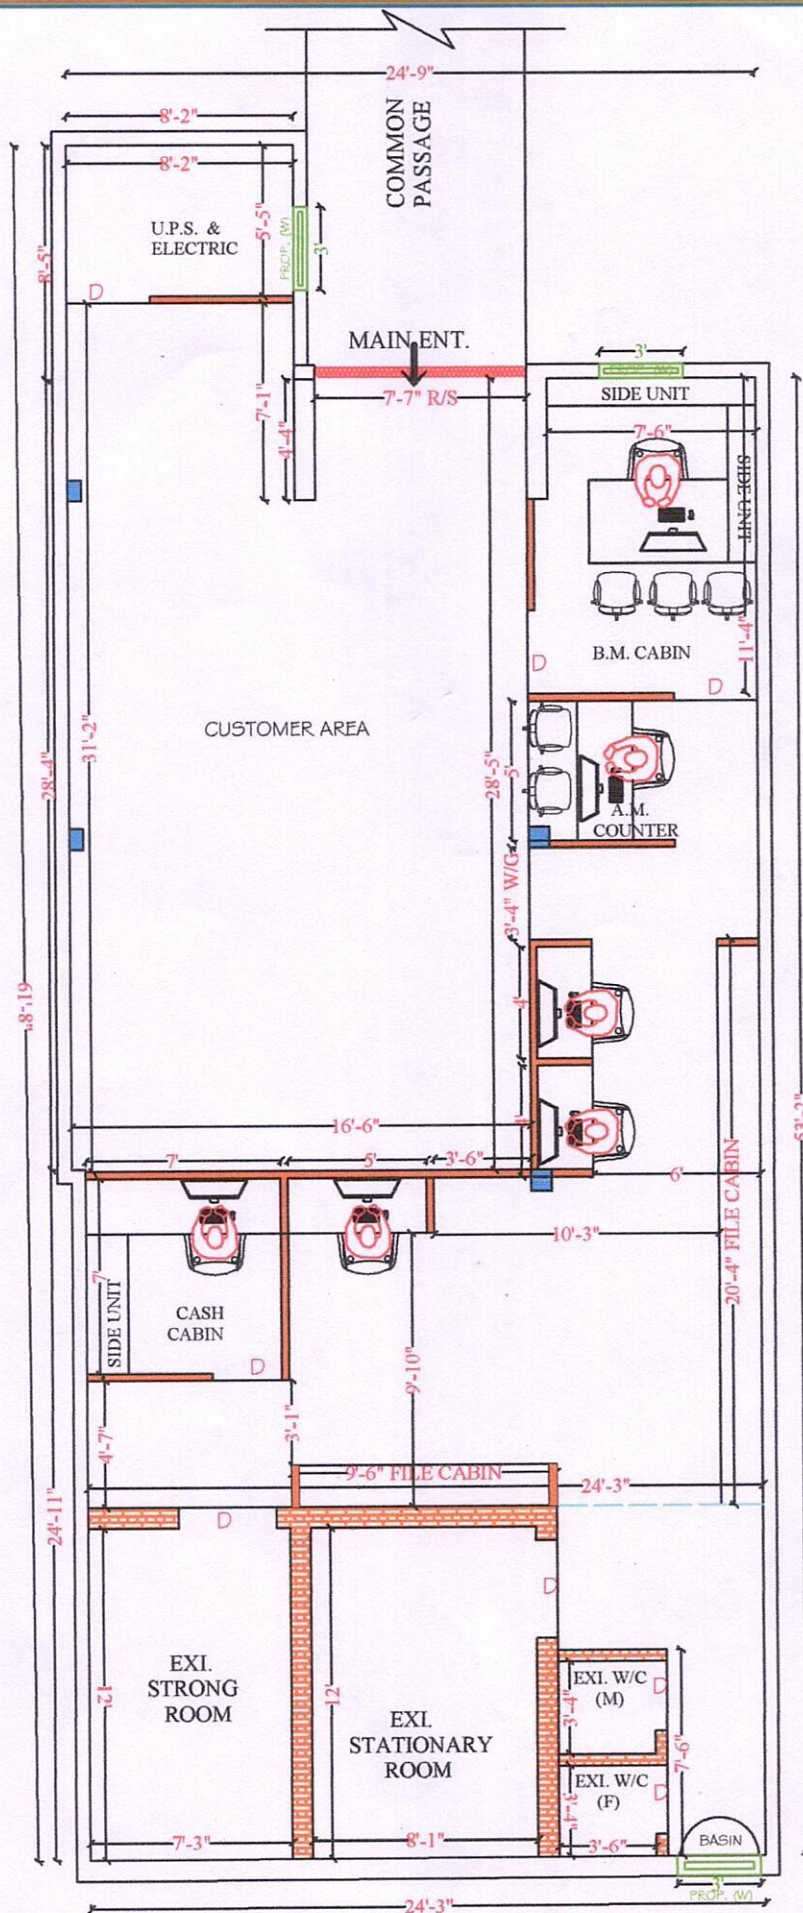 24'-9"
8'-2"
COMMON
PASSAGE
8'-2"
U.P.S. &
ELECTRIC
5'-5"
PROP. (W)
3'
8'-5"
D
MAIN ENT.
3'
7'-7" R/S
SIDE UNIT
7'-1"
4'-4"
7'-6"
SIDE UNIT
11'-4"
B.M. CABIN
D
D
CUSTOMER AREA
31'-2"
28'-4"
28'-5"
5'
A.M.
COUNTER
3'-4" W/G
4'
4'
53'-2"
16'-6"
7'
5'
3'-6"
6'
10'-3"
20'-4" FILE CABIN
7'
SIDE UNIT
CASH
CABIN
D
9'-10"
4'-7"
3'-1"
9'-6" FILE CABIN
24'-3"
24'-11"
D
D
EXI.
STRONG
ROOM
12'
12'
EXI.
STATIONARY
ROOM
EXI. W/C
(M)
D
3'-4"
7'-6"
EXI. W/C
(F)
D
3'-4"
7'-3"
8'-1"
3'-6"
BASIN
3'
PROP. (W)
24'-3"